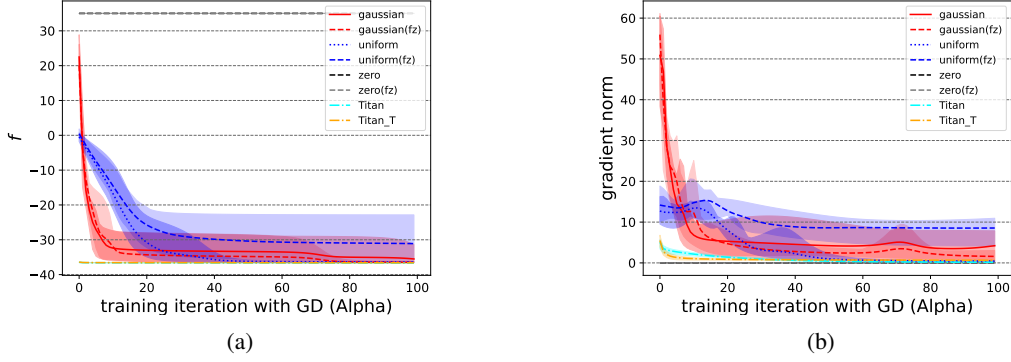 30
20
10
0
−10
−20
−30
−40
f
0
20
40
60
80
100
training iteration with GD (Alpha)
gaussian
gaussian(fz)
uniform
uniform(fz)
zero
zero(fz)
Titan
Titan_T
(a)
60
50
40
30
20
10
0
gradient norm
0
20
40
60
80
100
training iteration with GD (Alpha)
gaussian
gaussian(fz)
uniform
uniform(fz)
zero
zero(fz)
Titan
Titan_T
(b)